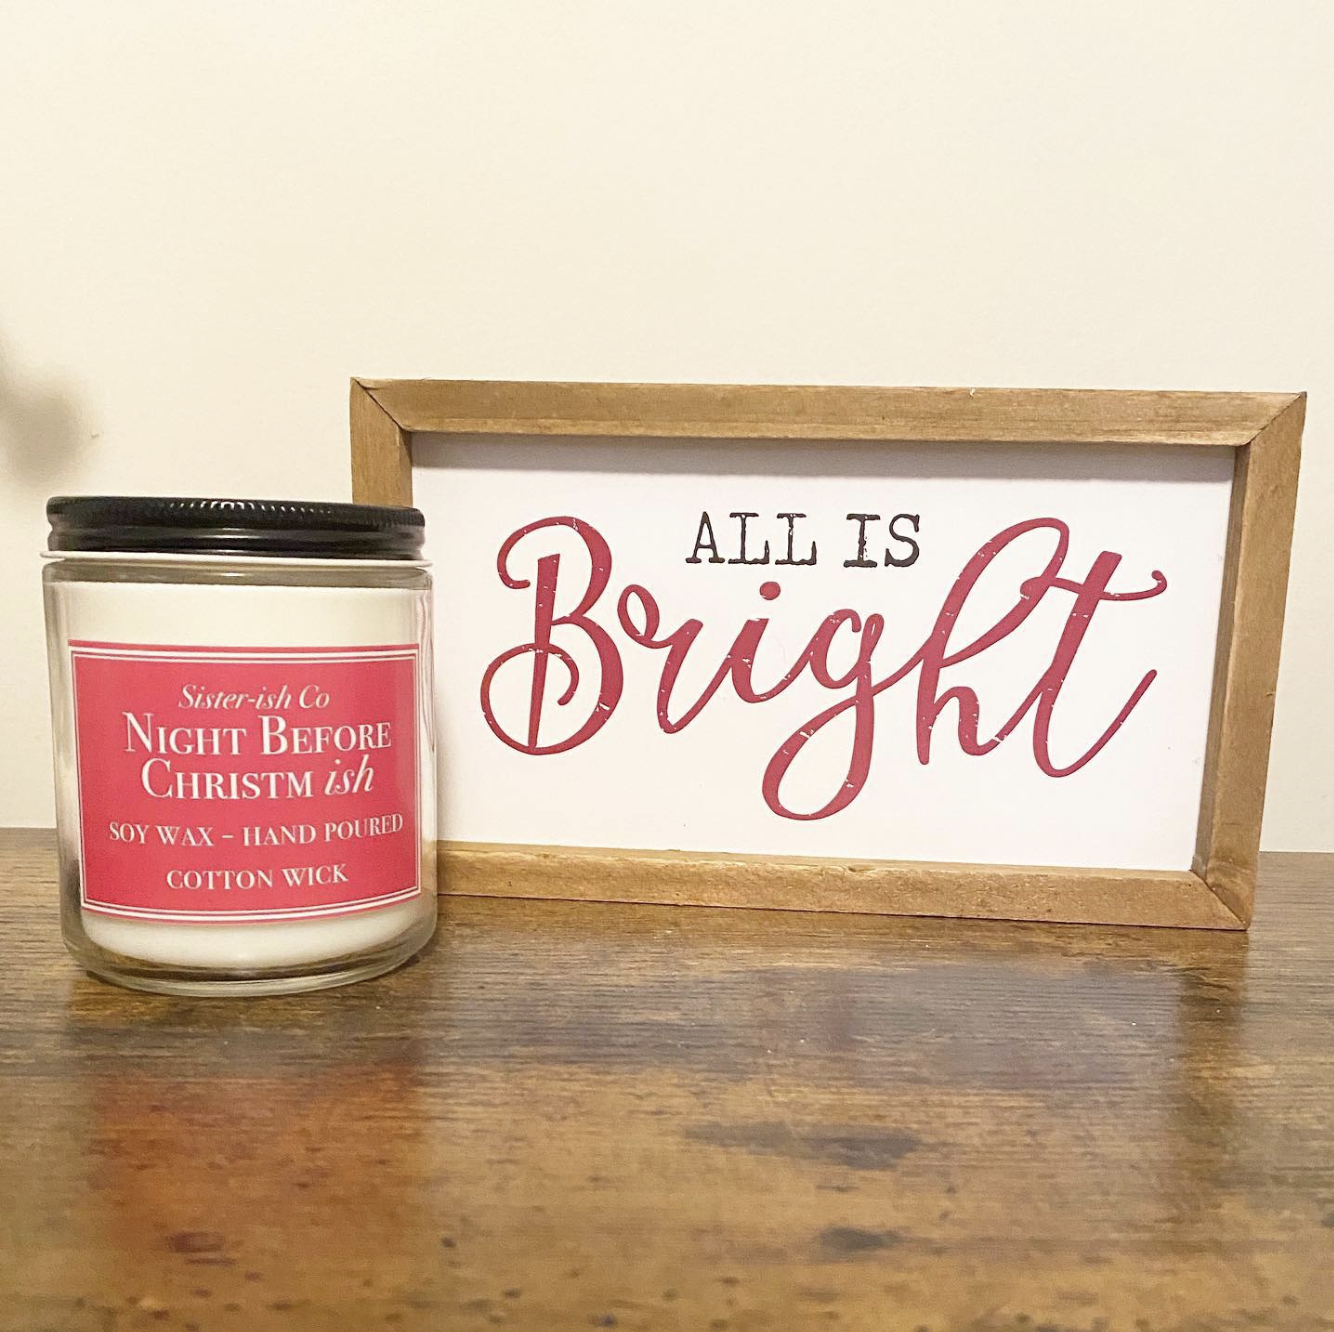 Sister-ish Co
NIGHT BEFORE
CHRISTM ish
SOY WAX – HAND POURED
COTTON WICK
ALL IS
Bright